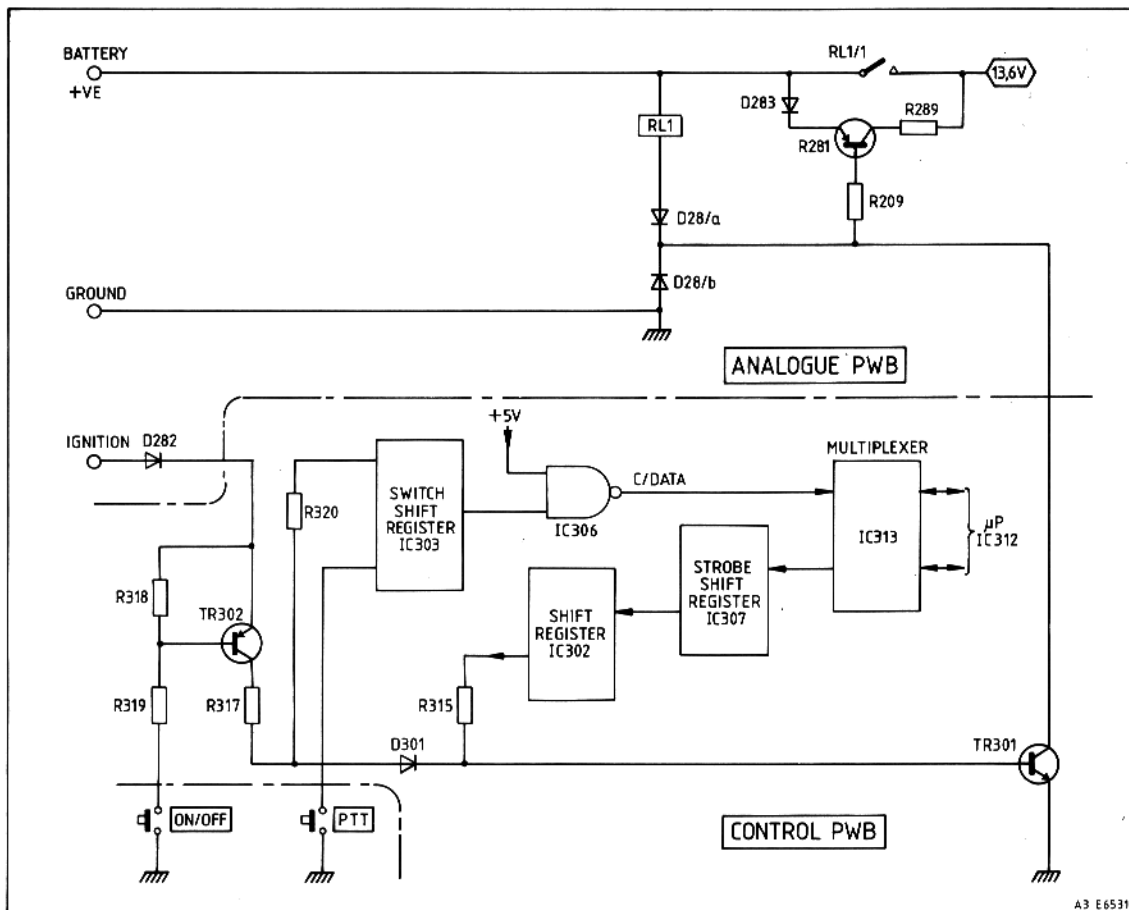 BATTERY
+VE
RL1/1
13,6V
D283
R289
RL1
R281
R209
D28/a
D28/b
GROUND
ANALOGUE PWB
+5V
IGNITION
D282
MULTIPLEXER
C/DATA
R320
SWITCH
SHIFT
REGISTER
IC303
IC306
IC313
µP
IC312
STROBE
SHIFT
REGISTER
IC307
R318
TR302
SHIFT
REGISTER
IC302
R319
R317
R315
D301
TR301
ON/OFF
PTT
CONTROL PWB
A3 E6531